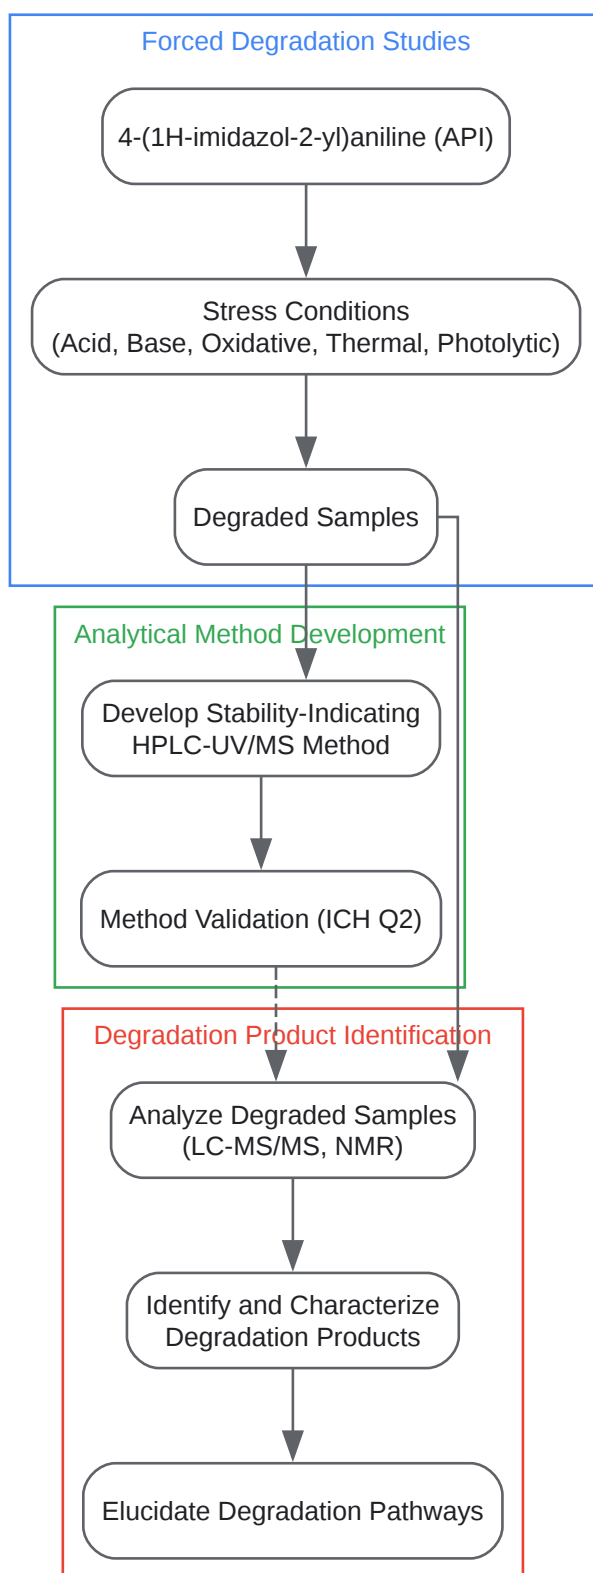 Forced Degradation Studies
4-(1H-imidazol-2-yl)aniline (API)
Stress Conditions
(Acid, Base, Oxidative, Thermal, Photolytic)
Degraded Samples
Analytical Method Development
Develop Stability-Indicating
HPLC-UV/MS Method
Method Validation (ICH Q2)
Degradation Product Identification
Analyze Degraded Samples
(LC-MS/MS, NMR)
Identify and Characterize
Degradation Products
Elucidate Degradation Pathways